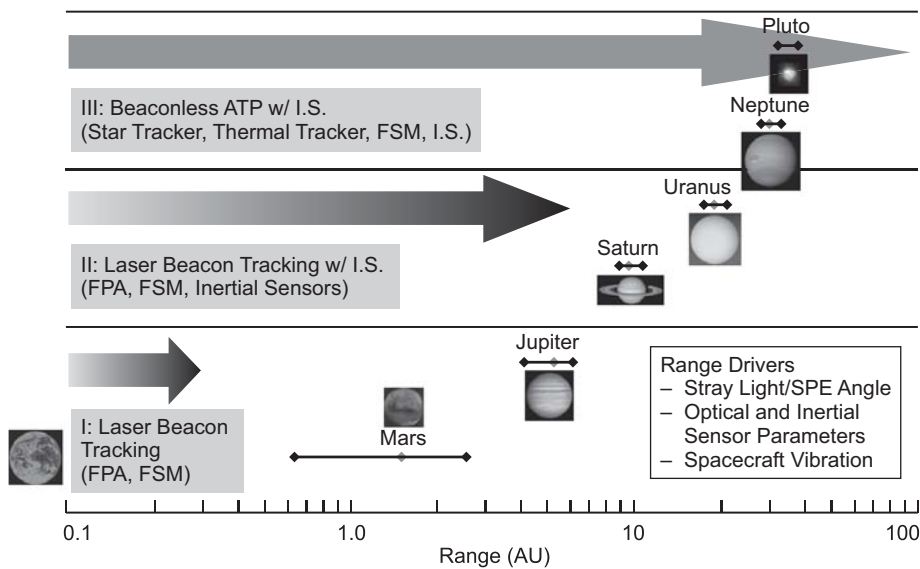 Pluto
III: Beaconless ATP w/ I.S.
(Star Tracker, Thermal Tracker, FSM, I.S.)
Neptune
Uranus
II: Laser Beacon Tracking w/ I.S.
(FPA, FSM, Inertial Sensors)
Saturn
Jupiter
I: Laser Beacon
Tracking
(FPA, FSM)
Mars
Range Drivers
– Stray Light/SPE Angle
– Optical and Inertial
Sensor Parameters
– Spacecraft Vibration
0.1 1.0 10 100
Range (AU)